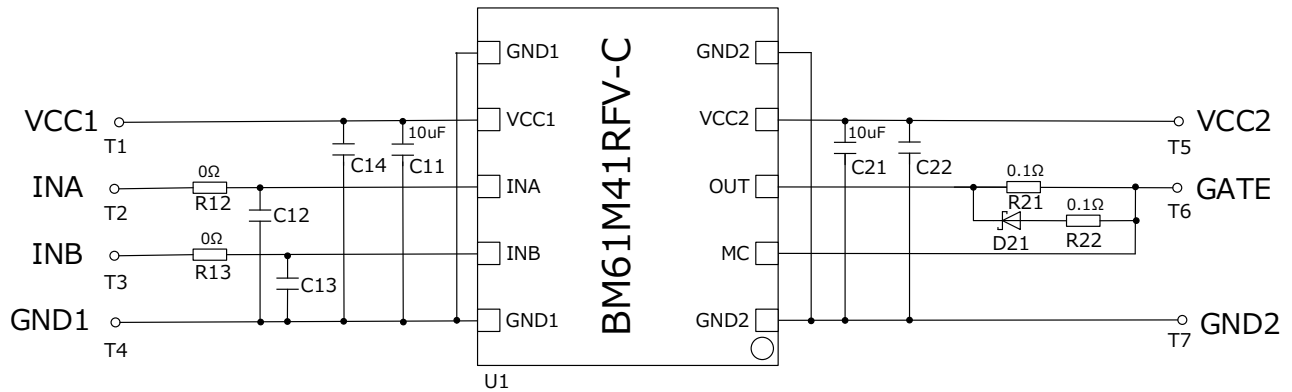 GND1
GND2
BM61M41RFV-C
VCC1
T1
VCC1
10uF
C14
C11
VCC2
10uF
C21
C22
VCC2
T5
INA
T2
0Ω
R12
C12
INA
OUT
0.1Ω
R21
GATE
T6
D21
0.1Ω
R22
INB
T3
0Ω
R13
C13
INB
MC
GND1
T4
GND1
GND2
GND2
T7
U1